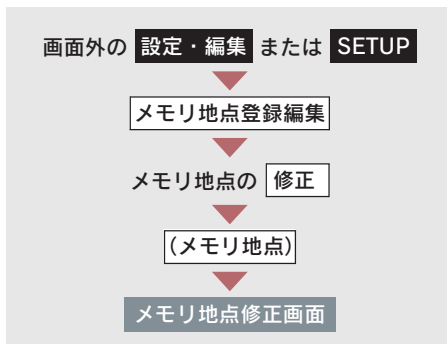 画面外の 設定・編集 または SETUP
メモリ地点登録編集
メモリ地点の 修正
(メモリ地点)
メモリ地点修正画面